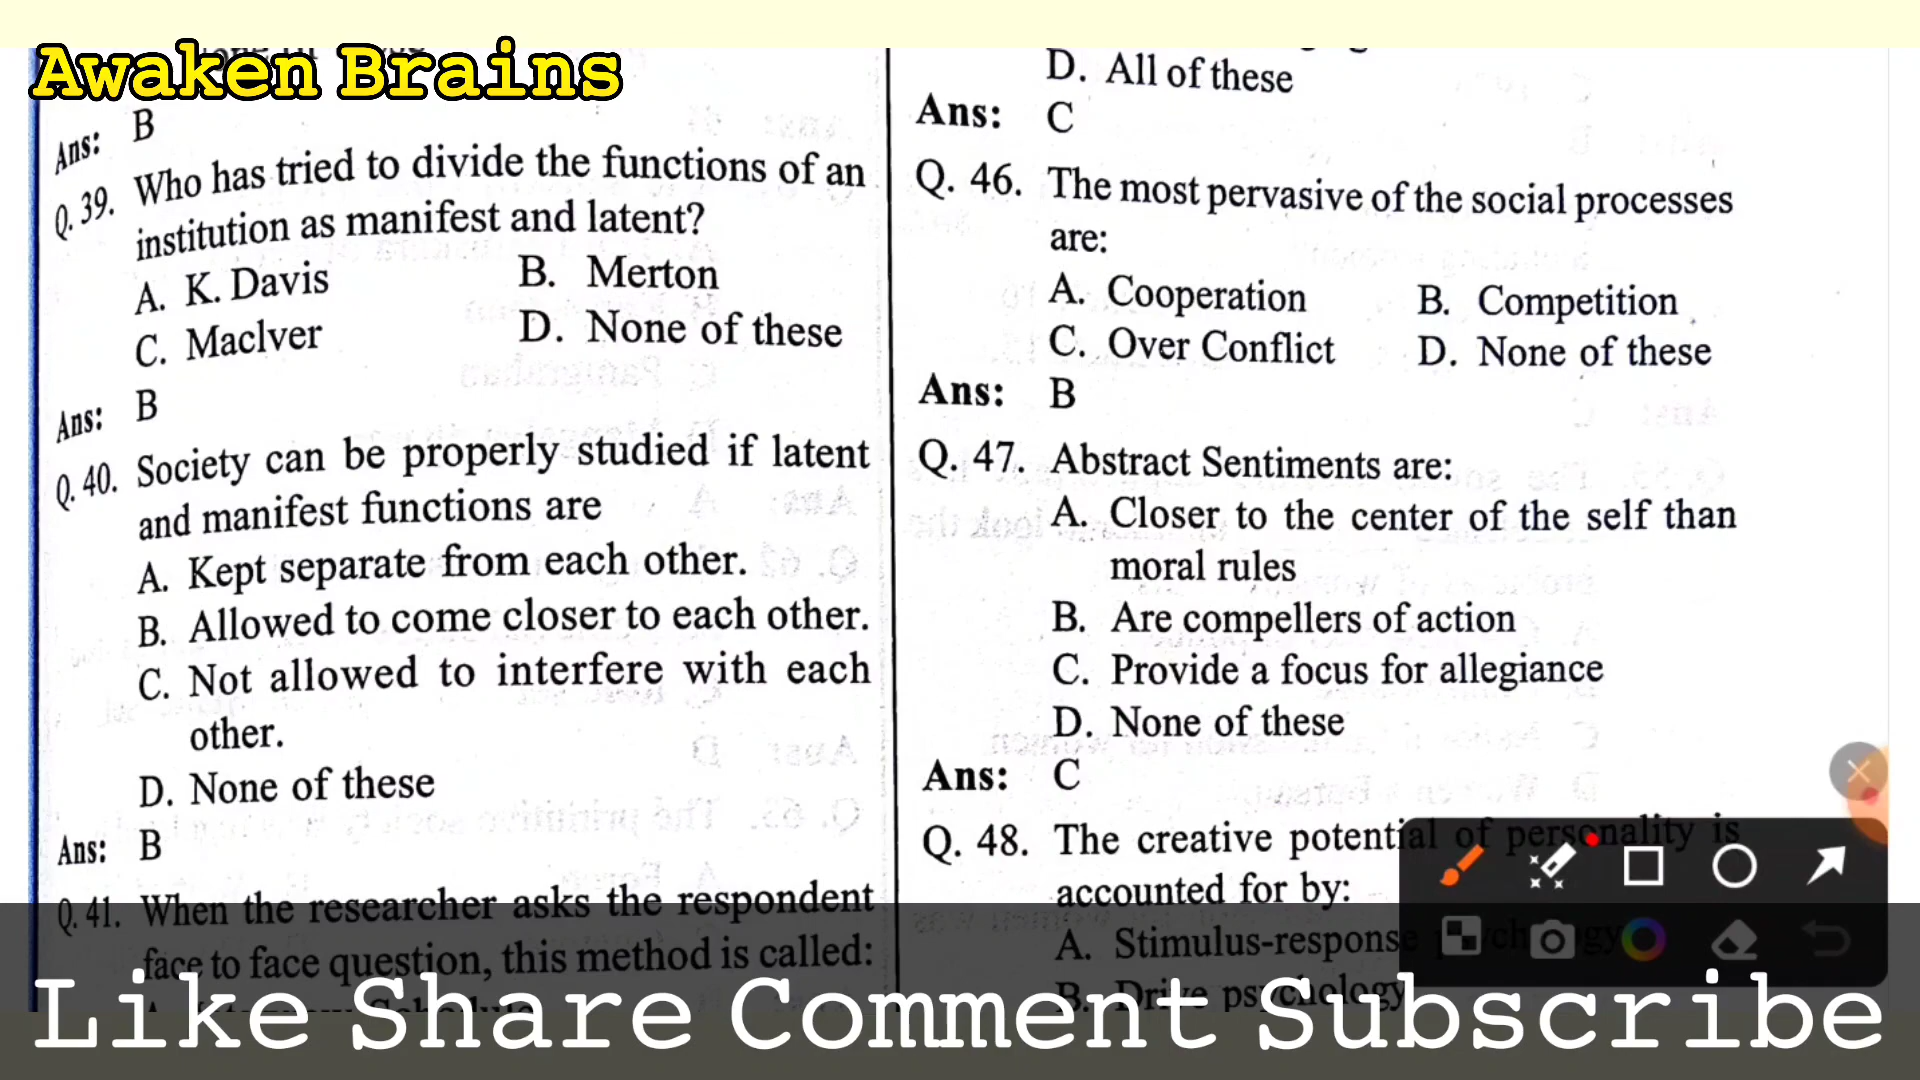 Awaken Brains
Ans: B
Q. 39. Who has tried to divide the functions of an
institution as manifest and latent?
A. K. Davis B. Merton
C. Maclver D. None of these
Ans: B
Q. 40. Society can be properly studied if latent
and manifest functions are
A. Kept separate from each other.
B. Allowed to come closer to each other.
C. Not allowed to interfere with each
other.
D. None of these
Ans: B
Q. 41. When the researcher asks the respondent
face to face question, this method is called:
D. All of these
Ans: C
Q. 46. The most pervasive of the social processes
are:
A. Cooperation B. Competition
C. Over Conflict D. None of these
Ans: B
Q. 47. Abstract Sentiments are:
A. Closer to the center of the self than
moral rules
B. Are compellers of action
C. Provide a focus for allegiance
D. None of these
Ans: C
Q. 48. The creative potential of personality is
accounted for by:
A. Stimulus-response
B. Drive psychology
Like Share Comment Subscribe